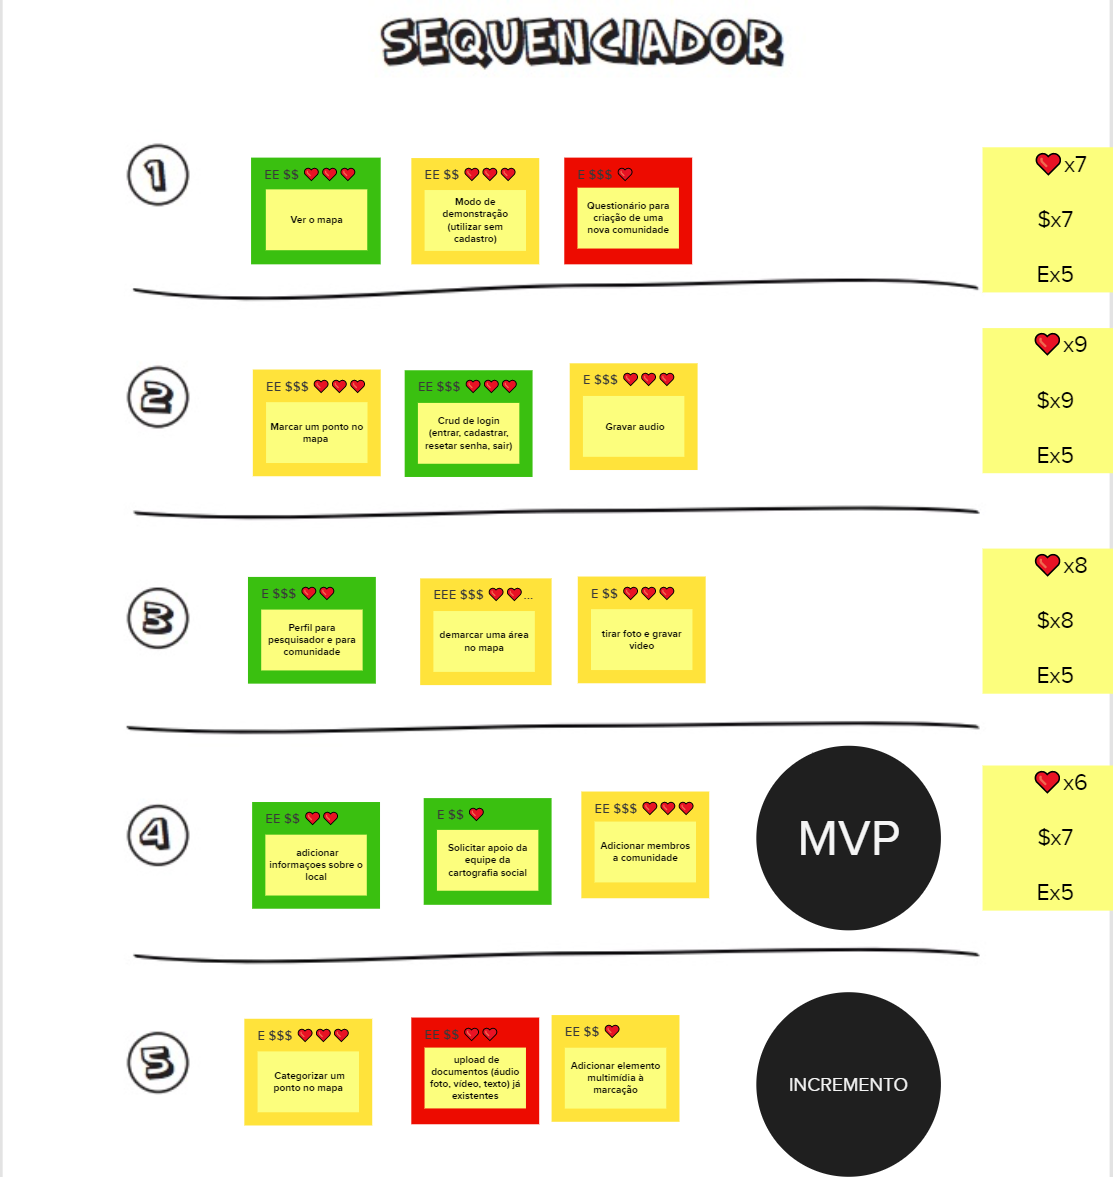 SEQUENCIADOR
1
EE $$ ❤❤❤
Ver o mapa
EE $$ ❤❤❤
Modo de
demonstração
(utilizar sem
cadastro)
E $$$ ❤
Questionário para
criação de uma
nova comunidade
❤x7
$x7
Ex5
2
EE $$$ ❤❤❤
Marcar um ponto no
mapa
EE $$$ ❤❤❤
Crud de login
(entrar, cadastrar,
resetar senha, sair)
E $$$ ❤❤❤
Gravar audio
❤x9
$x9
Ex5
3
E $$$ ❤❤
Perfil para
pesquisador e para
comunidade
EEE $$$ ❤❤...
demarcar uma área
no mapa
E $$ ❤❤❤
tirar foto e gravar
video
❤x8
$x8
Ex5
4
EE $$ ❤❤
adicionar
informaçoes sobre o
local
E $$ ❤
Solicitar apoio da
equipe da
cartografia social
EE $$$ ❤❤❤
Adicionar membros
a comunidade
MVP
❤x6
$x7
Ex5
5
E $$$ ❤❤❤
Categorizar um
ponto no mapa
EE $$ ❤❤
upload de
documentos (áudio
foto, vídeo, texto) já
existentes
EE $$ ❤
Adicionar elemento
multimídia à
marcação
INCREMENTO